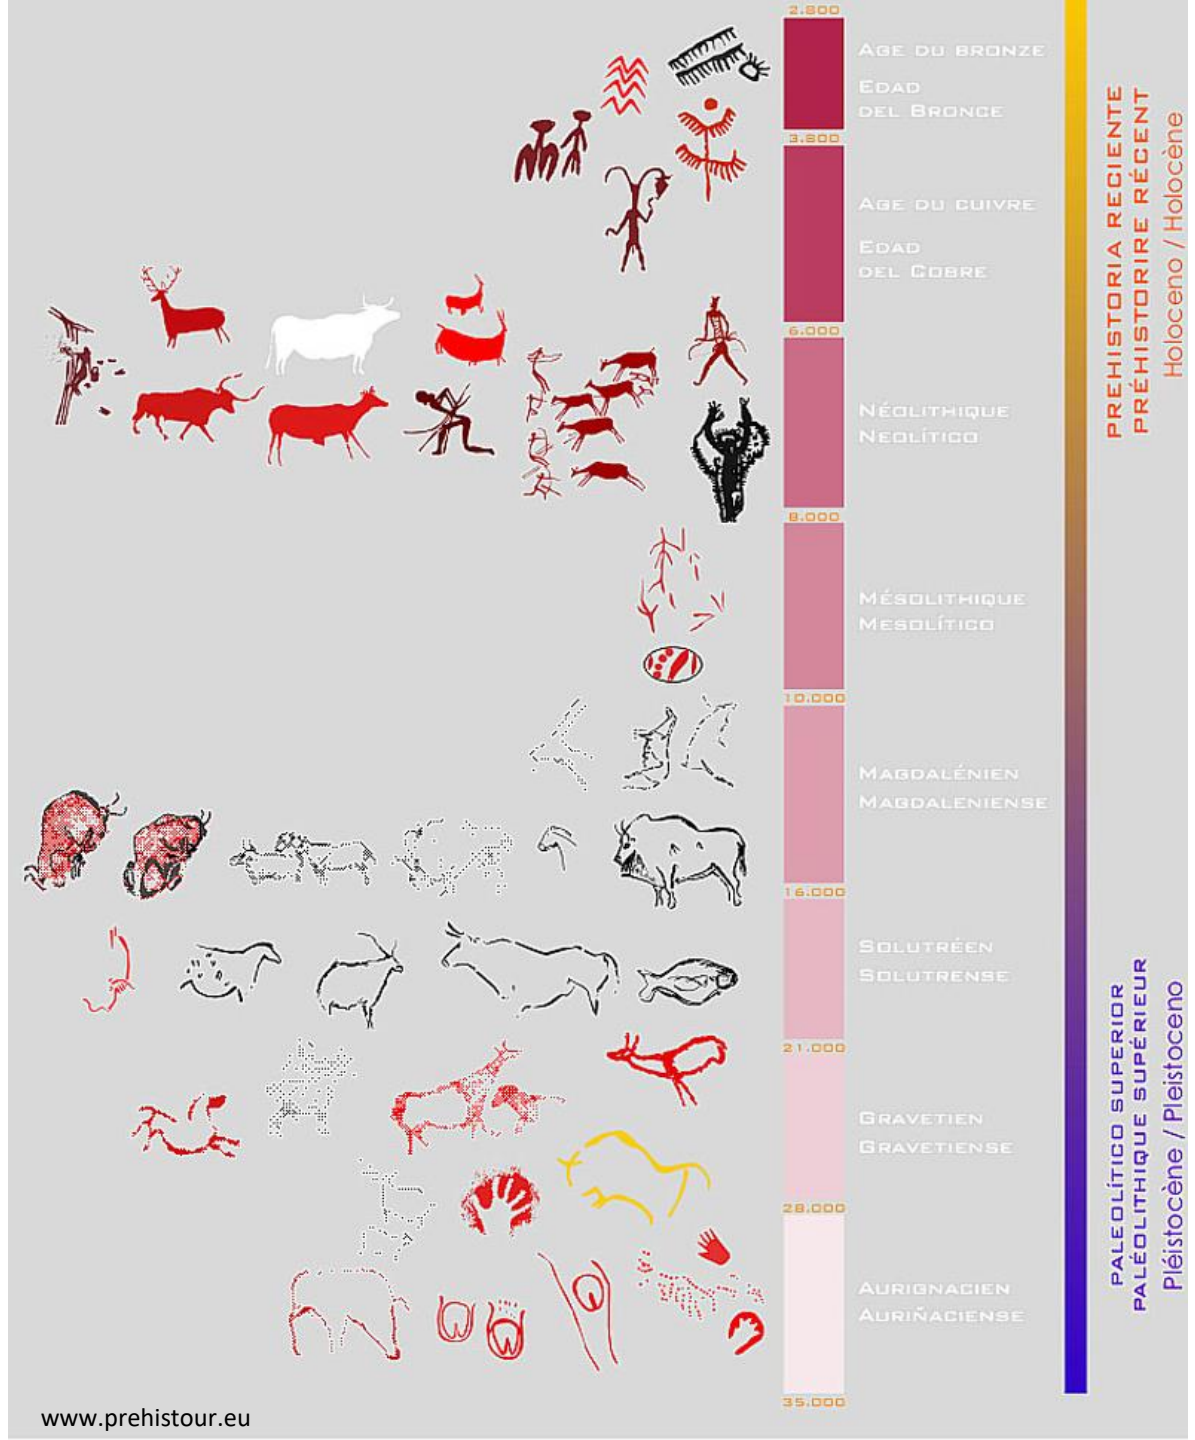 2.800
AGE DU BRONZE
EDAD
DEL BRONCE
3.800
AGE DU CUIVRE
EDAD
DEL COBRE
6.000
NÉOLITHIQUE
NEOLÍTICO
8.000
MÉSOLITHIQUE
MESOLÍTICO
10.000
MAGDALÉNIEN
MAGDALENIENSE
16.000
SOLUTRÉEN
SOLUTRENSE
21.000
GRAVETIEN
GRAVETIENSE
28.000
AURIGNACIEN
AURIÑACIENSE
35.000
PREHISTORIA RECIENTE
PRÉHISTORIRE RÉCENT
Holoceno / Holocène
PALEOLÍTICO SUPERIOR
PALÉOLITHIQUE SUPÉRIEUR
Pléistocène / Pleistoceno
www.prehistour.eu